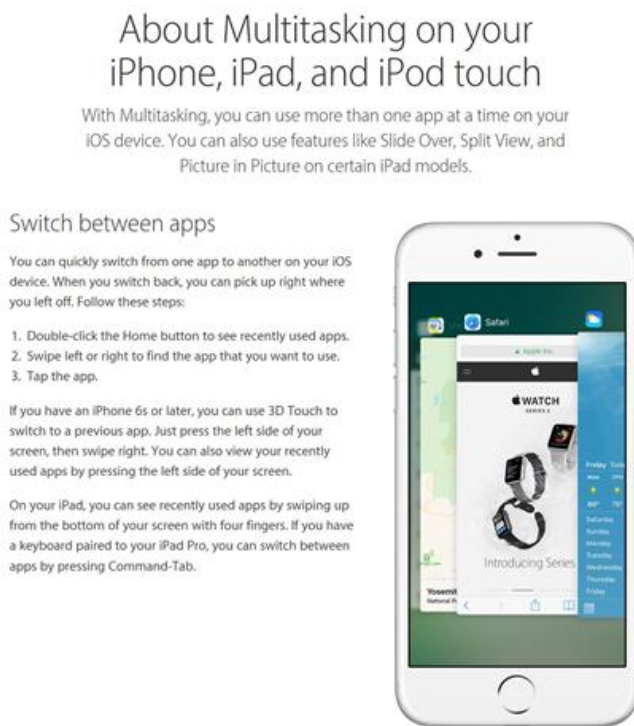 About Multitasking on your
iPhone, iPad, and iPod touch
With Multitasking, you can use more than one app at a time on your
iOS device. You can also use features like Slide Over, Split View, and
Picture in Picture on certain iPad models.
Switch between apps
You can quickly switch from one app to another on your iOS
device. When you switch back, you can pick up right where
you left off. Follow these steps:
1. Double-click the Home button to see recently used apps.
2. Swipe left or right to find the app that you want to use.
3. Tap the app.
If you have an iPhone 6s or later, you can use 3D Touch to
switch to a previous app. Just press the left side of your
screen, then swipe right. You can also view your recently
used apps by pressing the left side of your screen.
On your iPad, you can see recently used apps by swiping up
from the bottom of your screen with four fingers. If you have
a keyboard paired to your iPad Pro, you can switch between
apps by pressing Command-Tab.
Safari
Apple Inc.
WATCH
Introducing Series
Yosemit
National P
Friday
Now
80°
Saturday
Sunday
Monday
Tuesday
Wednesday
Thursday
Friday